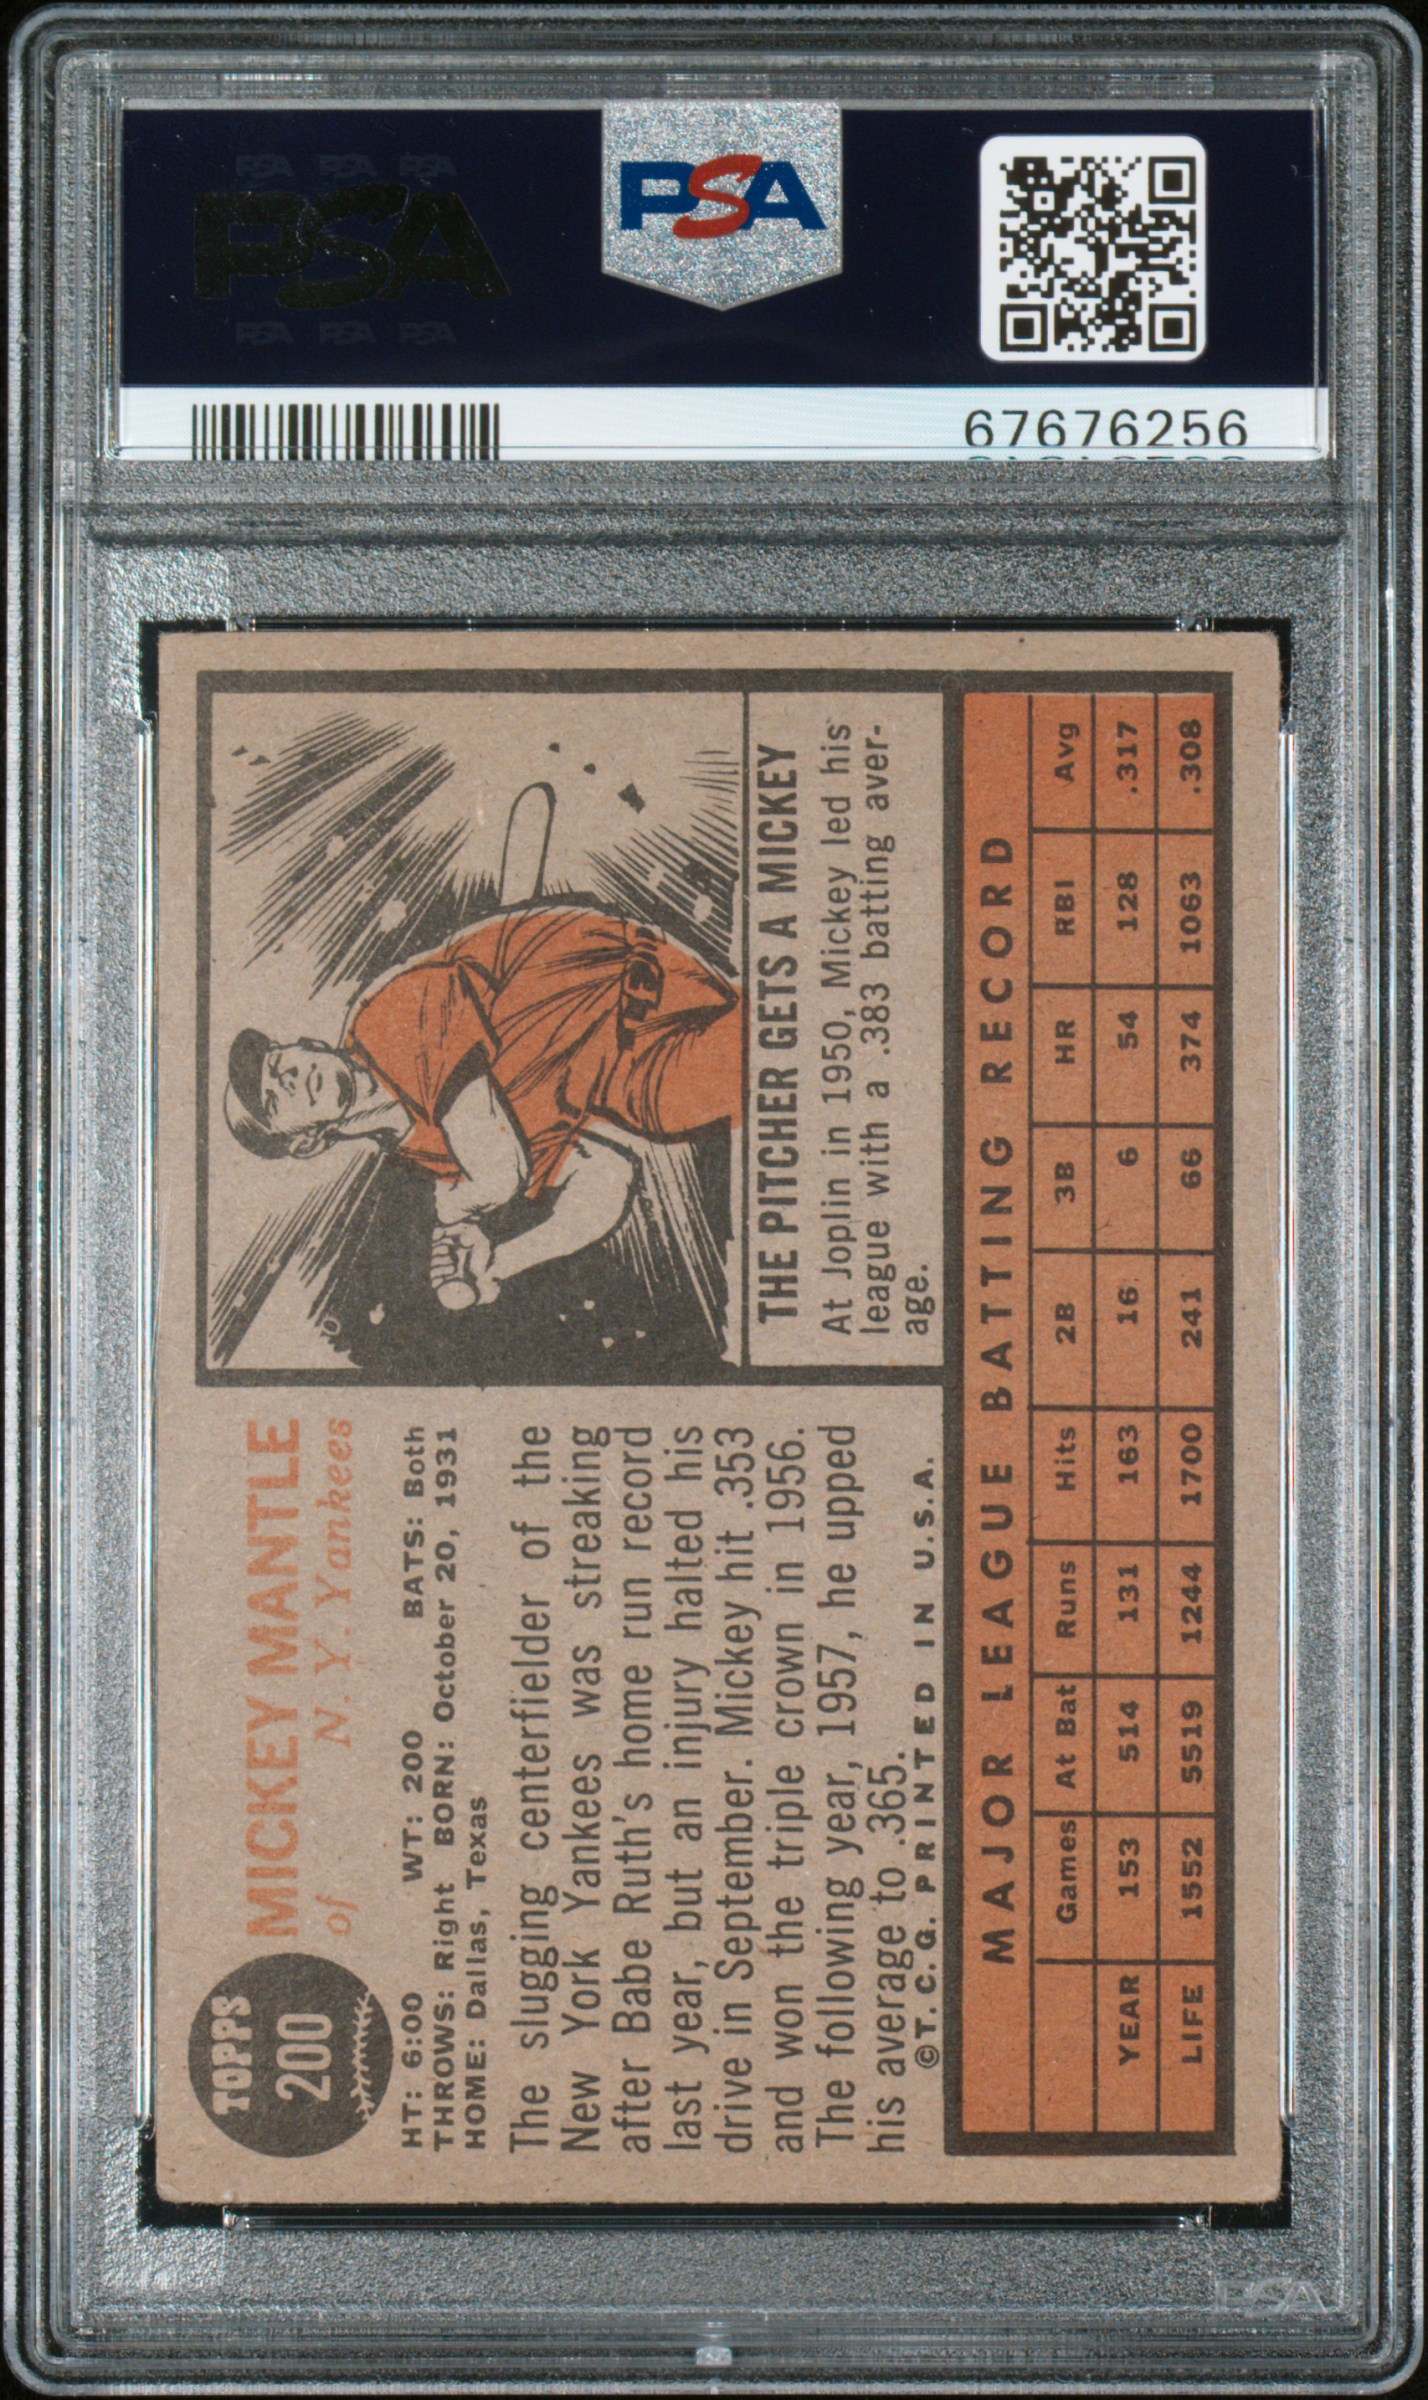 PSA PSA PSA
PSA
PSA PSA PSA
PSA
67676256
TOPPS
200
MICKEY MANTLE
of N. Y. Yankees
HT: 6:00 WT: 200 BATS: Both
THROWS: Right BORN: October 20, 1931
HOME: Dallas, Texas
The slugging centerfielder of the
New York Yankees was streaking
after Babe Ruth's home run record
last year, but an injury halted his
drive in September. Mickey hit .353
and won the triple crown in 1956.
The following year, 1957, he upped
his average to .365.
©T.C.G. PRINTED IN U.S.A.
THE PITCHER GETS A MICKEY
At Joplin in 1950, Mickey led his
league with a .383 batting aver-
age.
MAJOR LEAGUE BATTING RECORD
Games At Bat Runs Hits 2B 3B HR RBI Avg
YEAR 153 514 131 163 16 6 54 128 .317
LIFE 1552 5519 1244 1700 241 66 374 1063 .308
PSA